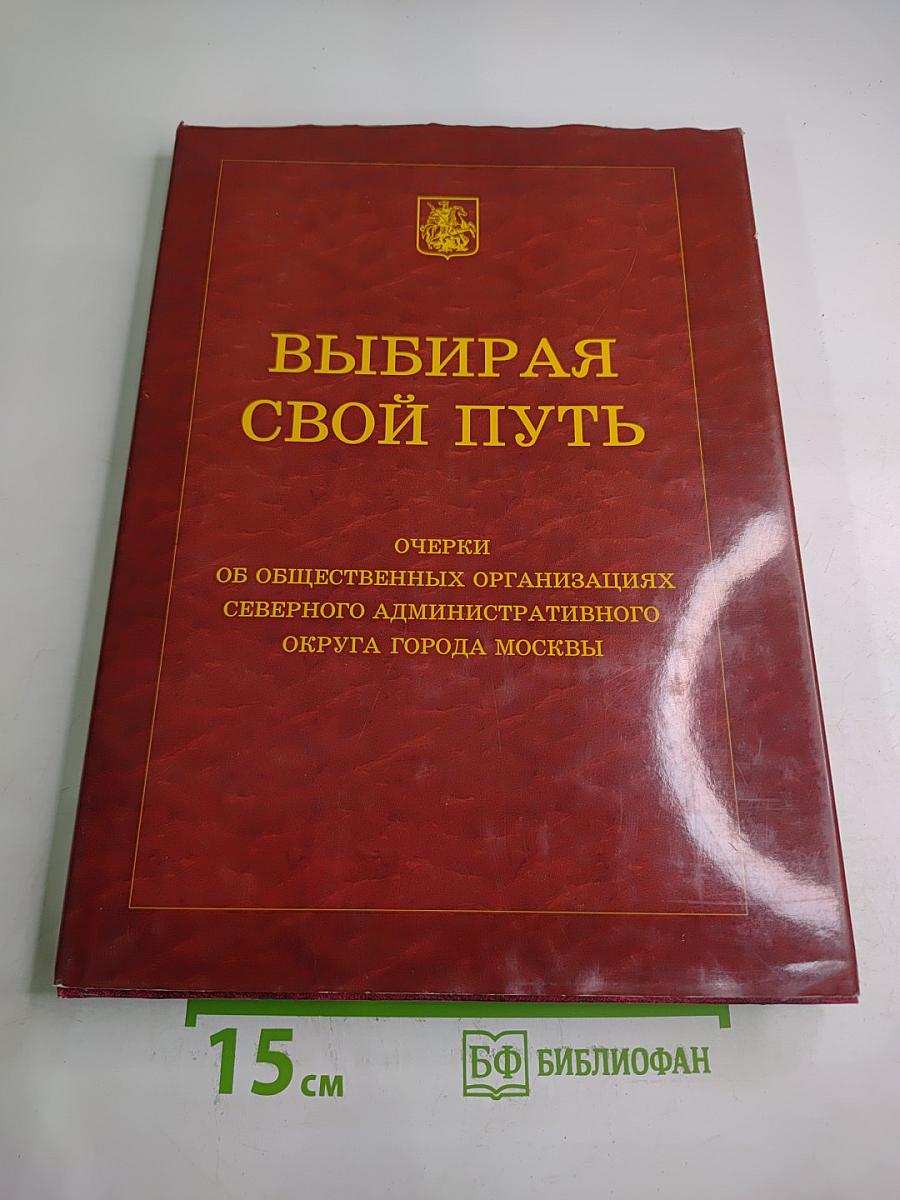 ВЫБИРАЯ
СВОЙ ПУТЬ
ОЧЕРКИ
ОБ ОБЩЕСТВЕННЫХ ОРГАНИЗАЦИЯХ
СЕВЕРНОГО АДМИНИСТРАТИВНОГО
ОКРУГА ГОРОДА МОСКВЫ
15 см
БФ БИБЛИОФАН